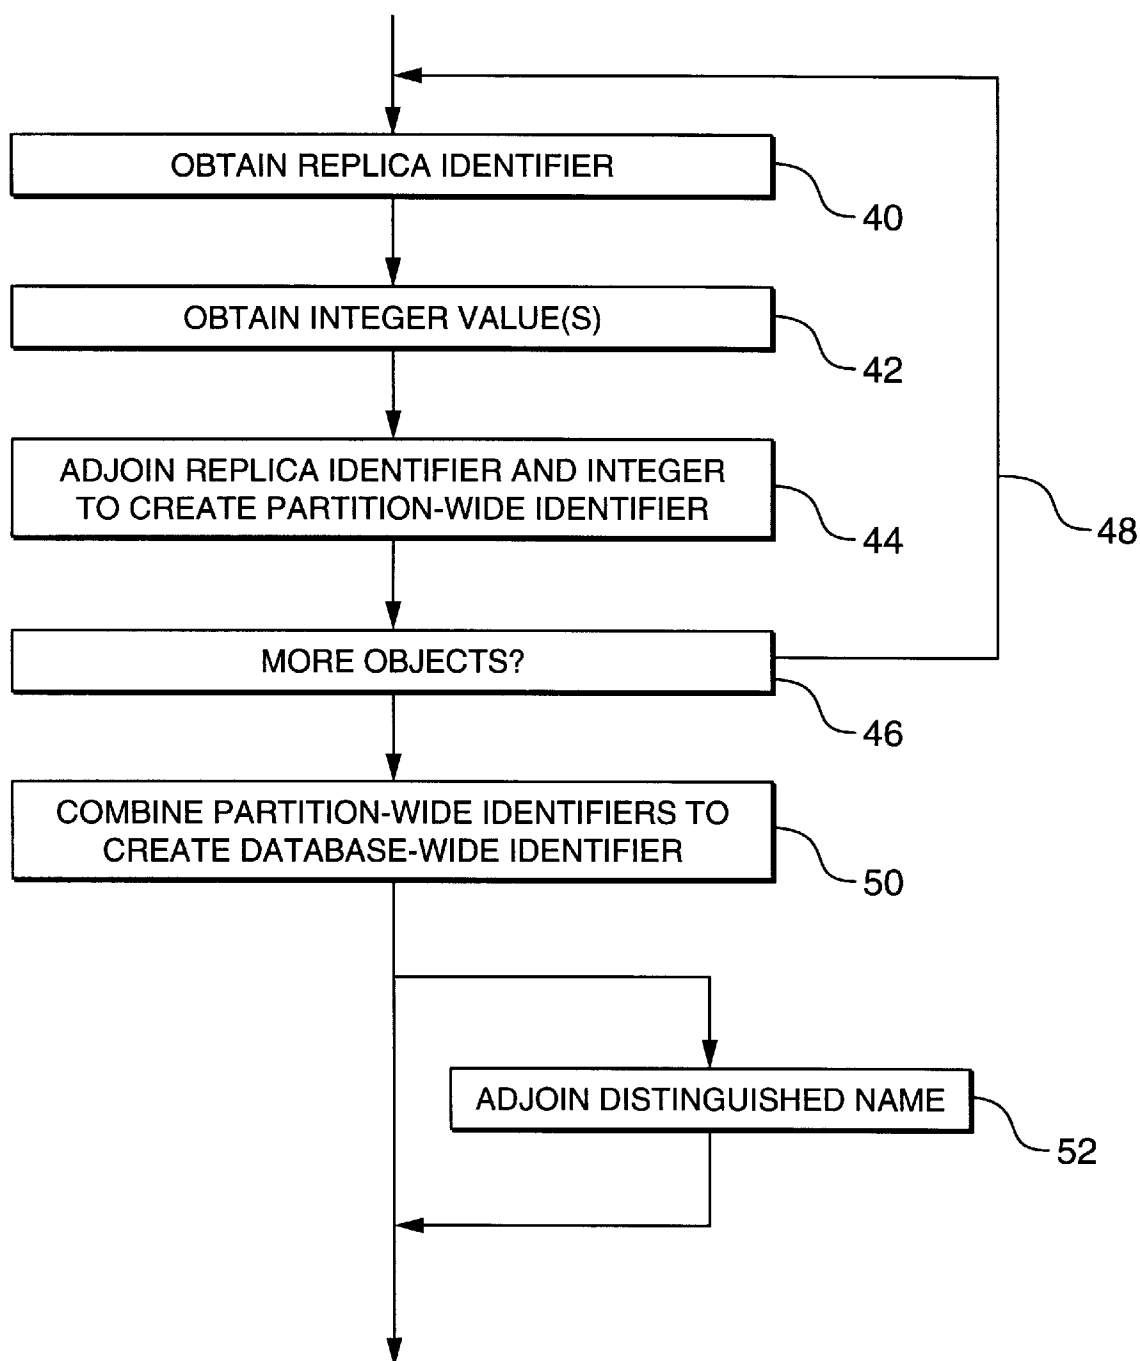 OBTAIN REPLICA IDENTIFIER
40
OBTAIN INTEGER VALUE(S)
42
ADJOIN REPLICA IDENTIFIER AND INTEGER
TO CREATE PARTITION-WIDE IDENTIFIER
44
48
MORE OBJECTS?
46
COMBINE PARTITION-WIDE IDENTIFIERS TO
CREATE DATABASE-WIDE IDENTIFIER
50
ADJOIN DISTINGUISHED NAME
52